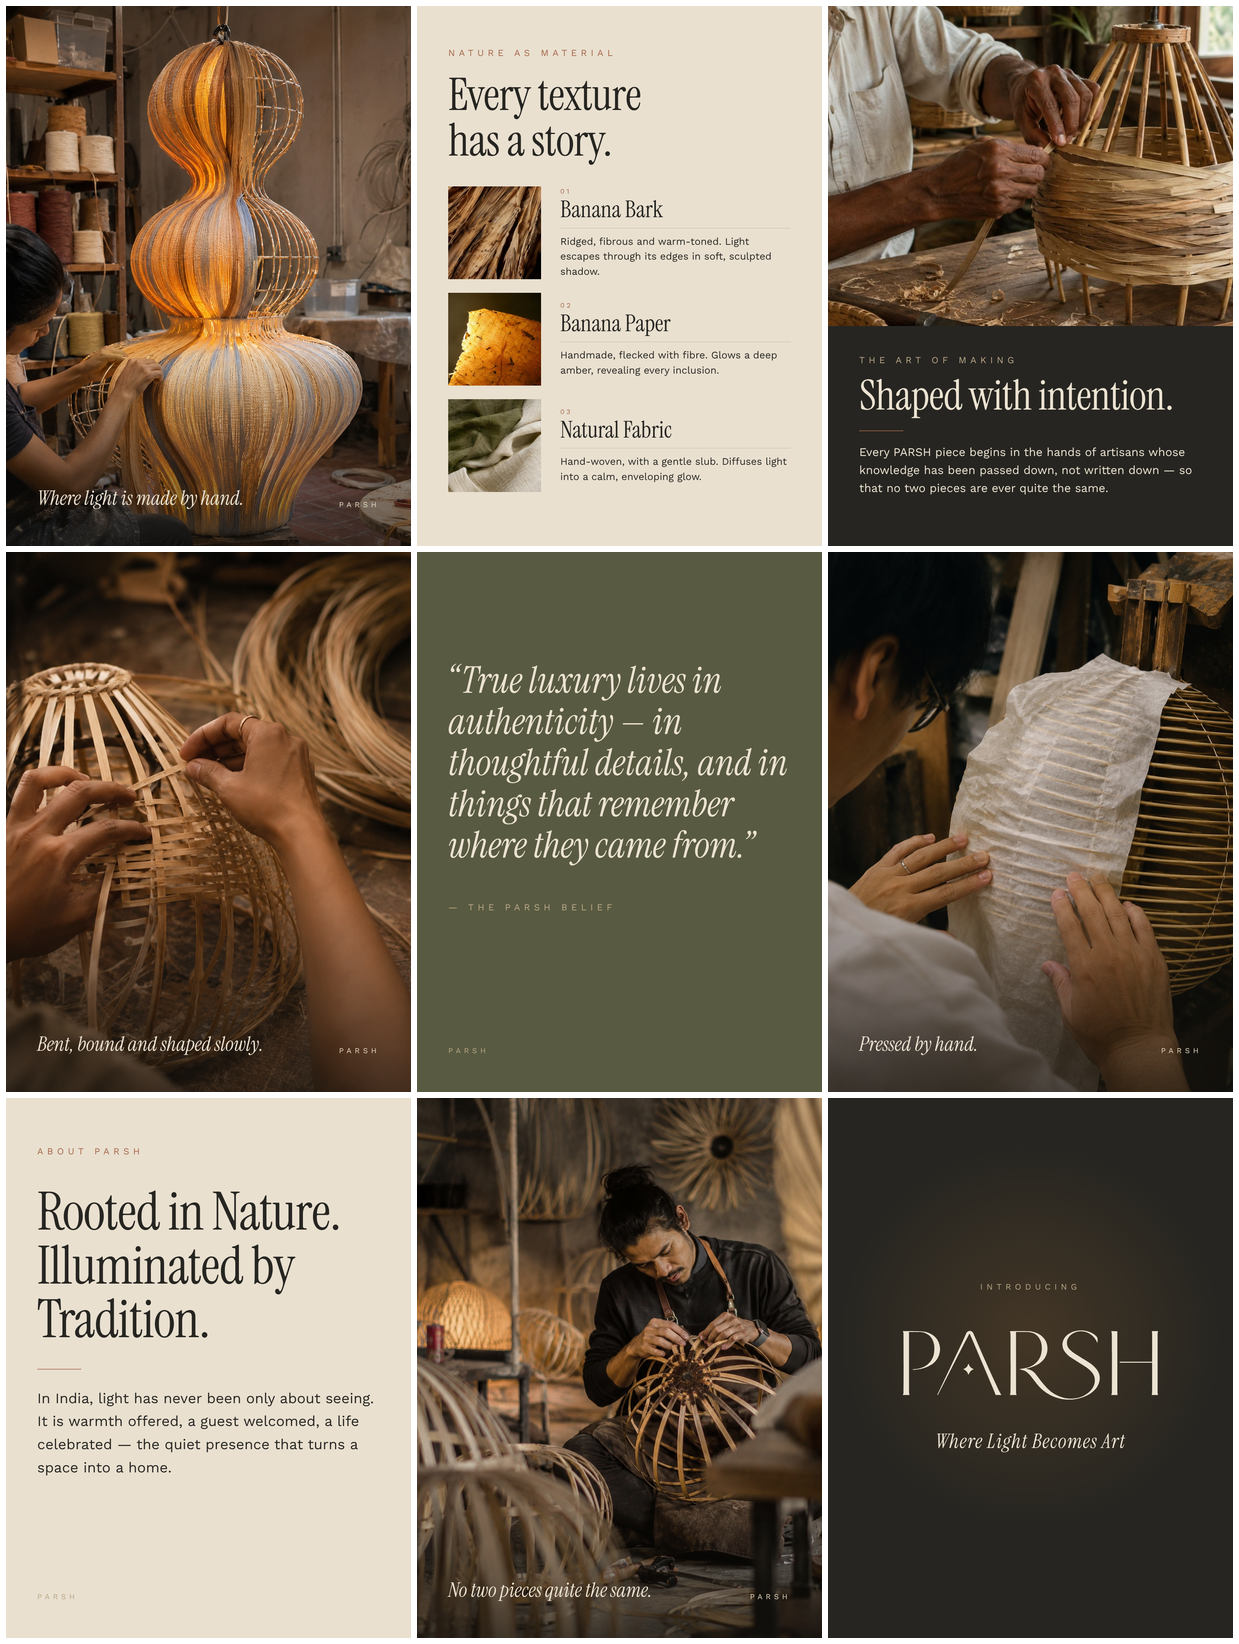 Where light is made by hand.
PARSH
NATURE AS MATERIAL
Every texture
has a story.
01
Banana Bark
Ridged, fibrous and warm-toned. Light
escapes through its edges in soft, sculpted
shadow.
02
Banana Paper
Handmade, flecked with fibre. Glows a deep
amber, revealing every inclusion.
03
Natural Fabric
Hand-woven, with a gentle slub. Diffuses light
into a calm, enveloping glow.
THE ART OF MAKING
Shaped with intention.
Every PARSH piece begins in the hands of artisans whose
knowledge has been passed down, not written down — so
that no two pieces are ever quite the same.
Bent, bound and shaped slowly.
PARSH
“True luxury lives in
authenticity — in
thoughtful details, and in
things that remember
where they came from.”
— THE PARSH BELIEF
PARSH
Pressed by hand.
PARSH
ABOUT PARSH
Rooted in Nature.
Illuminated by
Tradition.
In India, light has never been only about seeing.
It is warmth offered, a guest welcomed, a life
celebrated — the quiet presence that turns a
space into a home.
PARSH
No two pieces quite the same.
PARSH
INTRODUCING
PARSH
Where Light Becomes Art